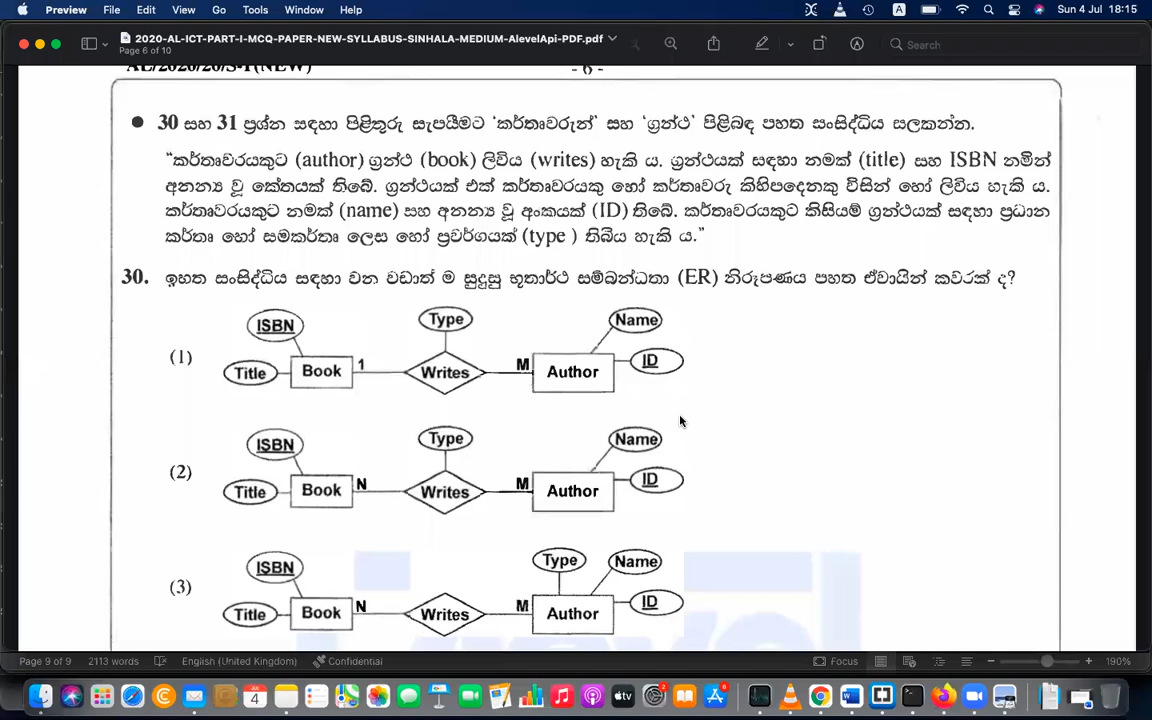 Preview File Edit View Go Tools Window Help Sun 4 Jul 18:15
2020-AL-ICT-PART-I-MCQ-PAPER-NEW-SYLLABUS-SINHALA-MEDIUM-AlevelApi-PDF.pdf
Page 6 of 10
Search
AL/2020/20/S-I(NEW) - 6 -
● 30 සහ 31 ප්‍රශ්න සඳහා පිළිතුරු සැපයීමට ‘කර්තෘවරුන්’ සහ ‘ග්‍රන්ථ’ පිළිබඳ පහත සංසිද්ධිය සලකන්න.
“කර්තෘවරයකුට (author) ග්‍රන්ථ (book) ලිවිය (writes) හැකි ය. ග්‍රන්ථයක් සඳහා නමක් (title) සහ ISBN නමින්
අනන්‍ය වූ කේතයක් තිබේ. ග්‍රන්ථයක් එක් කර්තෘවරයකු හෝ කර්තෘවරු කිහිපදෙනකු විසින් හෝ ලිවිය හැකි ය.
කර්තෘවරයකුට නමක් (name) සහ අනන්‍ය වූ අංකයක් (ID) තිබේ. කර්තෘවරයකුට කිසියම් ග්‍රන්ථයක් සඳහා ප්‍රධාන
කර්තෘ හෝ සමකර්තෘ ලෙස හෝ ප්‍රවර්ගයක් (type ) තිබිය හැකි ය.”
30. ඉහත සංසිද්ධිය සඳහා වන වඩාත් ම සුදුසු භූතාර්ථ සම්බන්ධතා (ER) නිරූපණය පහත ඒවායින් කවරක් ද?
ISBN Type Name
(1) Title Book 1 Writes M Author ID
ISBN Type Name
(2) Title Book N Writes M Author ID
ISBN Type Name
(3) Title Book N Writes M Author ID
Page 9 of 9 2113 words English (United Kingdom) Confidential Focus 190%